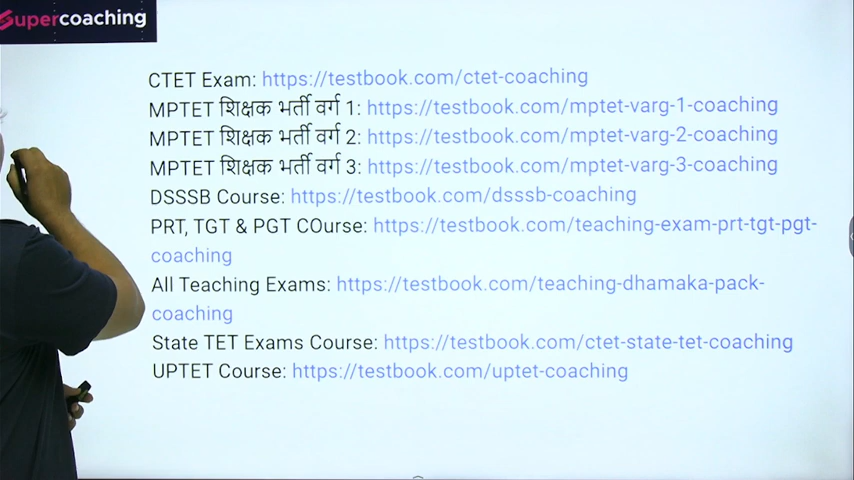 Supercoaching
CTET Exam: https://testbook.com/ctet-coaching
MPTET शिक्षक भर्ती वर्ग 1: https://testbook.com/mptet-varg-1-coaching
MPTET शिक्षक भर्ती वर्ग 2: https://testbook.com/mptet-varg-2-coaching
MPTET शिक्षक भर्ती वर्ग 3: https://testbook.com/mptet-varg-3-coaching
DSSSB Course: https://testbook.com/dsssb-coaching
PRT, TGT & PGT COurse: https://testbook.com/teaching-exam-prt-tgt-pgt-
coaching
All Teaching Exams: https://testbook.com/teaching-dhamaka-pack-
coaching
State TET Exams Course: https://testbook.com/ctet-state-tet-coaching
UPTET Course: https://testbook.com/uptet-coaching